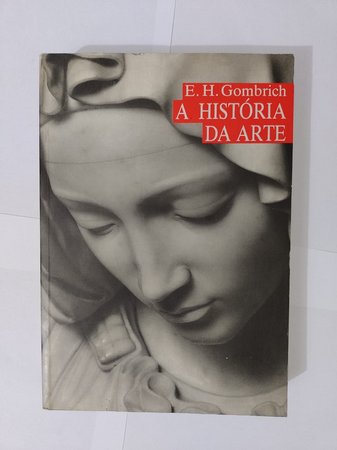 E. H. Gombrich
A HISTÓRIA
DA ARTE